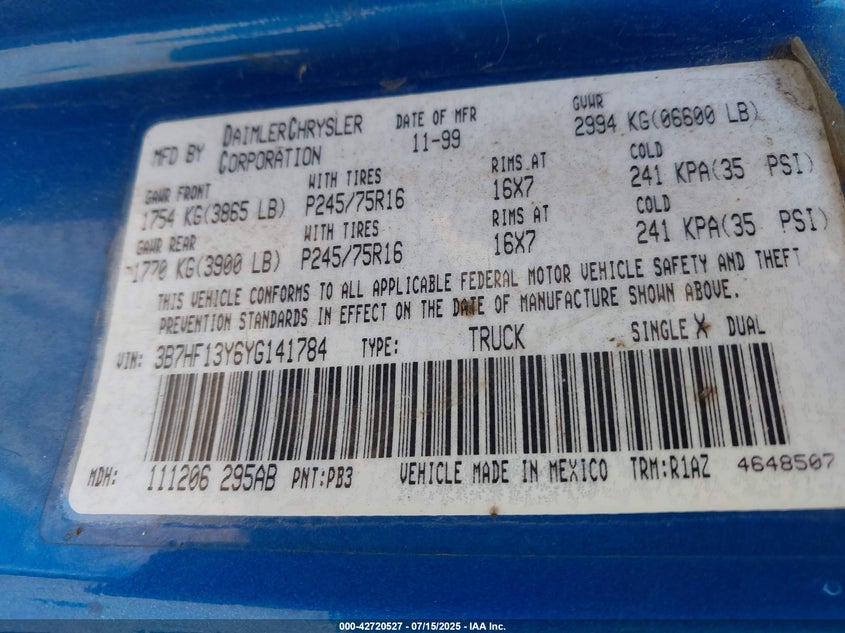 MFD BY DAIMLERCHRYSLER CORPORATION
DATE OF MFR 11-99
GVWR 2994 KG(06600 LB)
GAWR FRONT WITH TIRES RIMS AT COLD
1754 KG(3865 LB) P245/75R16 16X7 241 KPA(35 PSI)
GAWR REAR WITH TIRES RIMS AT COLD
1770 KG(3900 LB) P245/75R16 16X7 241 KPA(35 PSI)
THIS VEHICLE CONFORMS TO ALL APPLICABLE FEDERAL MOTOR VEHICLE SAFETY AND THEFT
PREVENTION STANDARDS IN EFFECT ON THE DATE OF MANUFACTURE SHOWN ABOVE.
VIN: 3B7HF13Y6YG141784 TYPE: TRUCK SINGLE X DUAL
MDH: 111206 295AB PNT:PB3 VEHICLE MADE IN MEXICO TRM:R1AZ 4648507
000-42720527 - 07/15/2025 - IAA Inc.